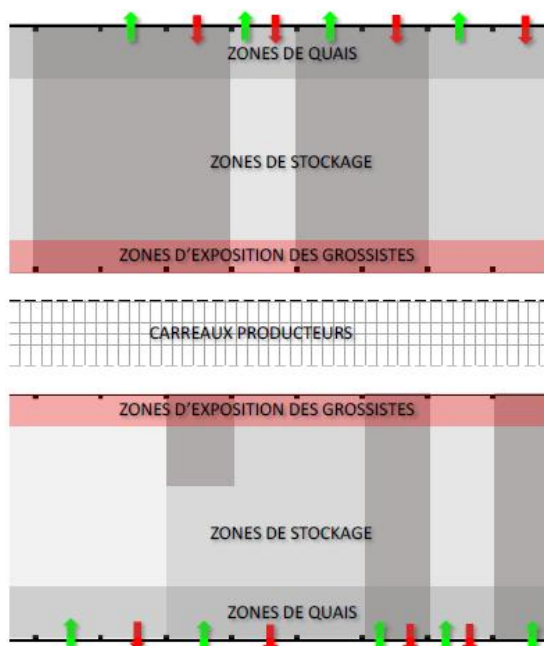 ZONES DE QUAIS
ZONES DE STOCKAGE
ZONES D'EXPOSITION DES GROSSISTES
CARREAUX PRODUCTEURS
ZONES D'EXPOSITION DES GROSSISTES
ZONES DE STOCKAGE
ZONES DE QUAIS